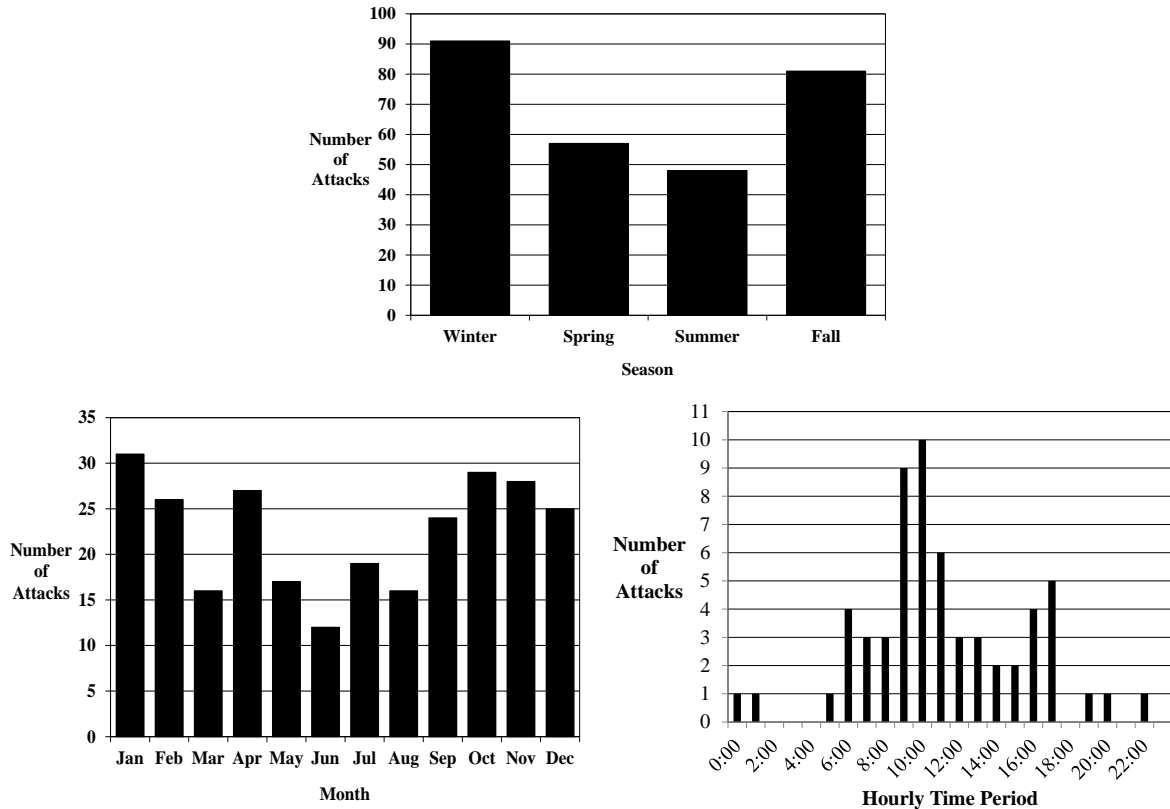 100
90
80
70
60
50
40
30
20
10
0
Number
of
Attacks
Winter Spring Summer Fall
Season
35
30
25
20
15
10
5
0
Number
of
Attacks
Jan Feb Mar Apr May Jun Jul Aug Sep Oct Nov Dec
Month
11
10
9
8
7
6
5
4
3
2
1
0
Number
of
Attacks
0:00 2:00 4:00 6:00 8:00 10:00 12:00 14:00 16:00 18:00 20:00 22:00
Hourly Time Period